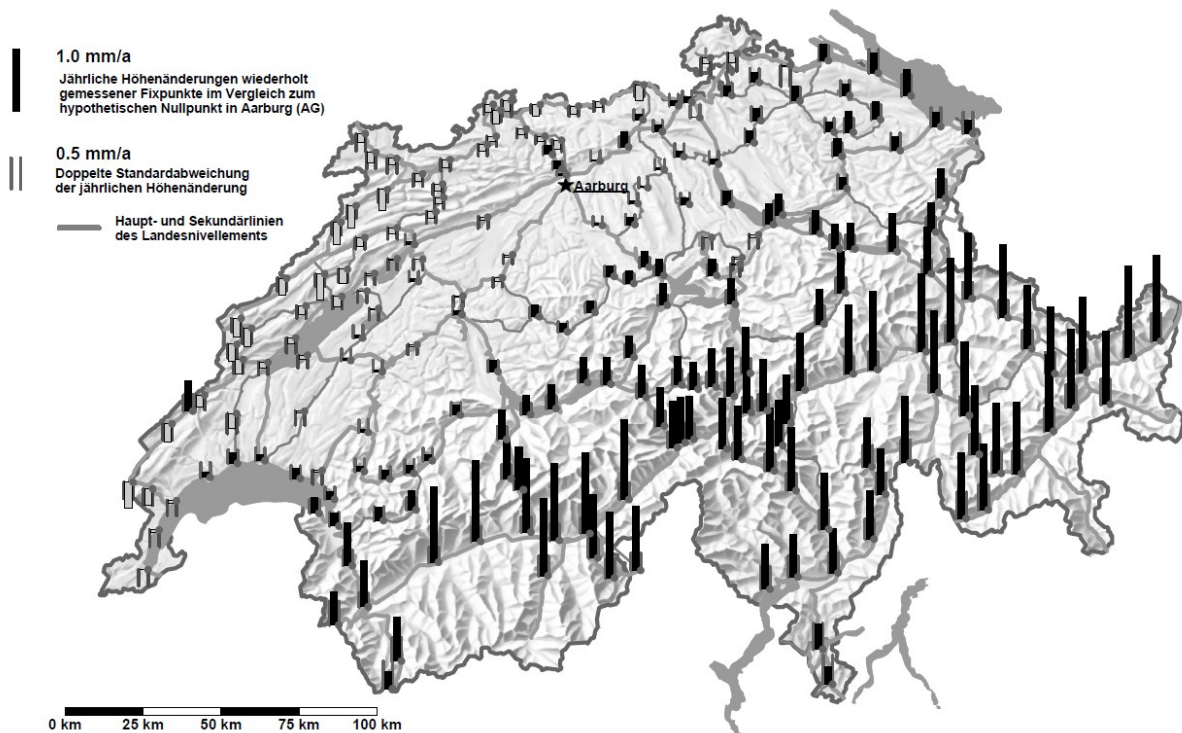 1.0 mm/a
Jährliche Höhenänderungen wiederholt
gemessener Fixpunkte im Vergleich zum
hypothetischen Nullpunkt in Aarburg (AG)
0.5 mm/a
Doppelte Standardabweichung
der jährlichen Höhenänderung
Haupt- und Sekundärlinien
des Landesnivellements
Aarburg
0 km 25 km 50 km 75 km 100 km